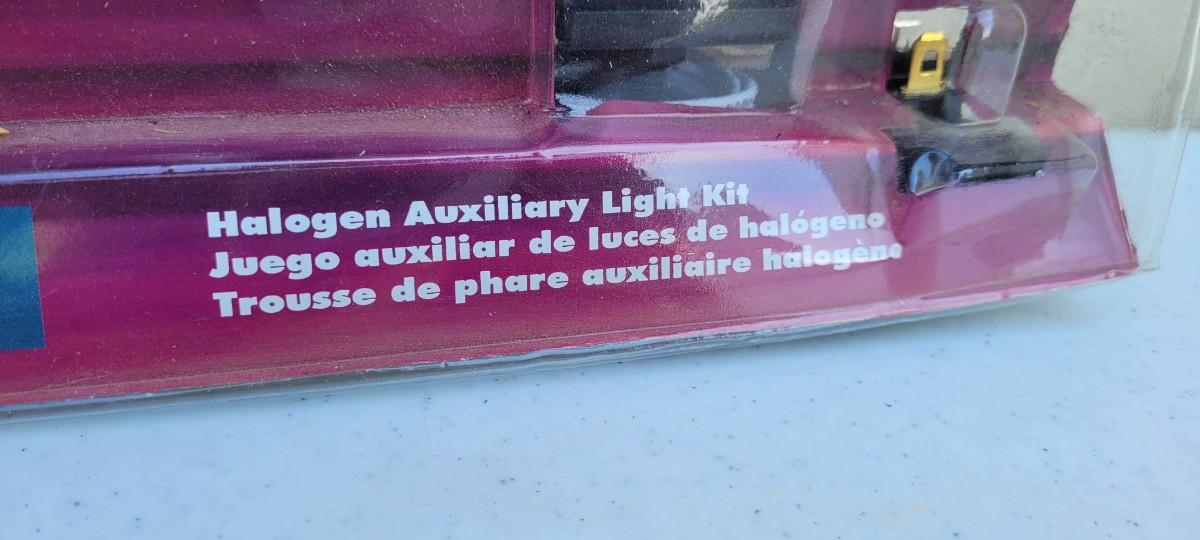 Halogen Auxiliary Light Kit
Juego auxiliar de luces de halógeno
Trousse de phare auxiliaire halogène